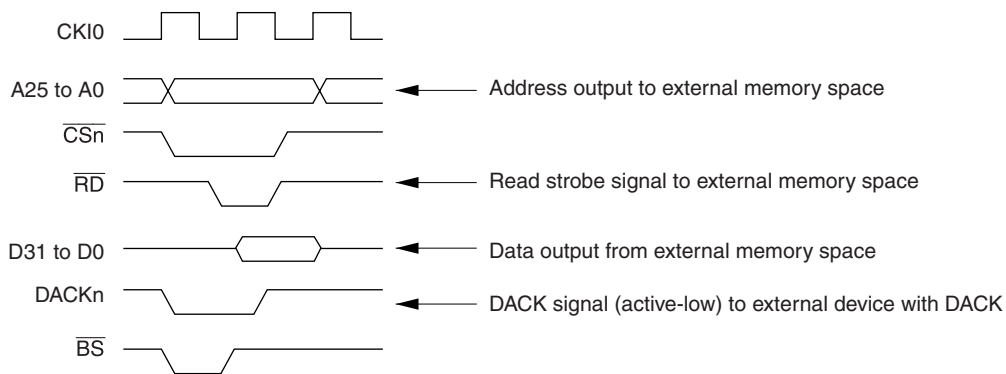 CKI0
A25 to A0 Address output to external memory space
CSn
RD Read strobe signal to external memory space
D31 to D0 Data output from external memory space
DACKn DACK signal (active-low) to external device with DACK
BS